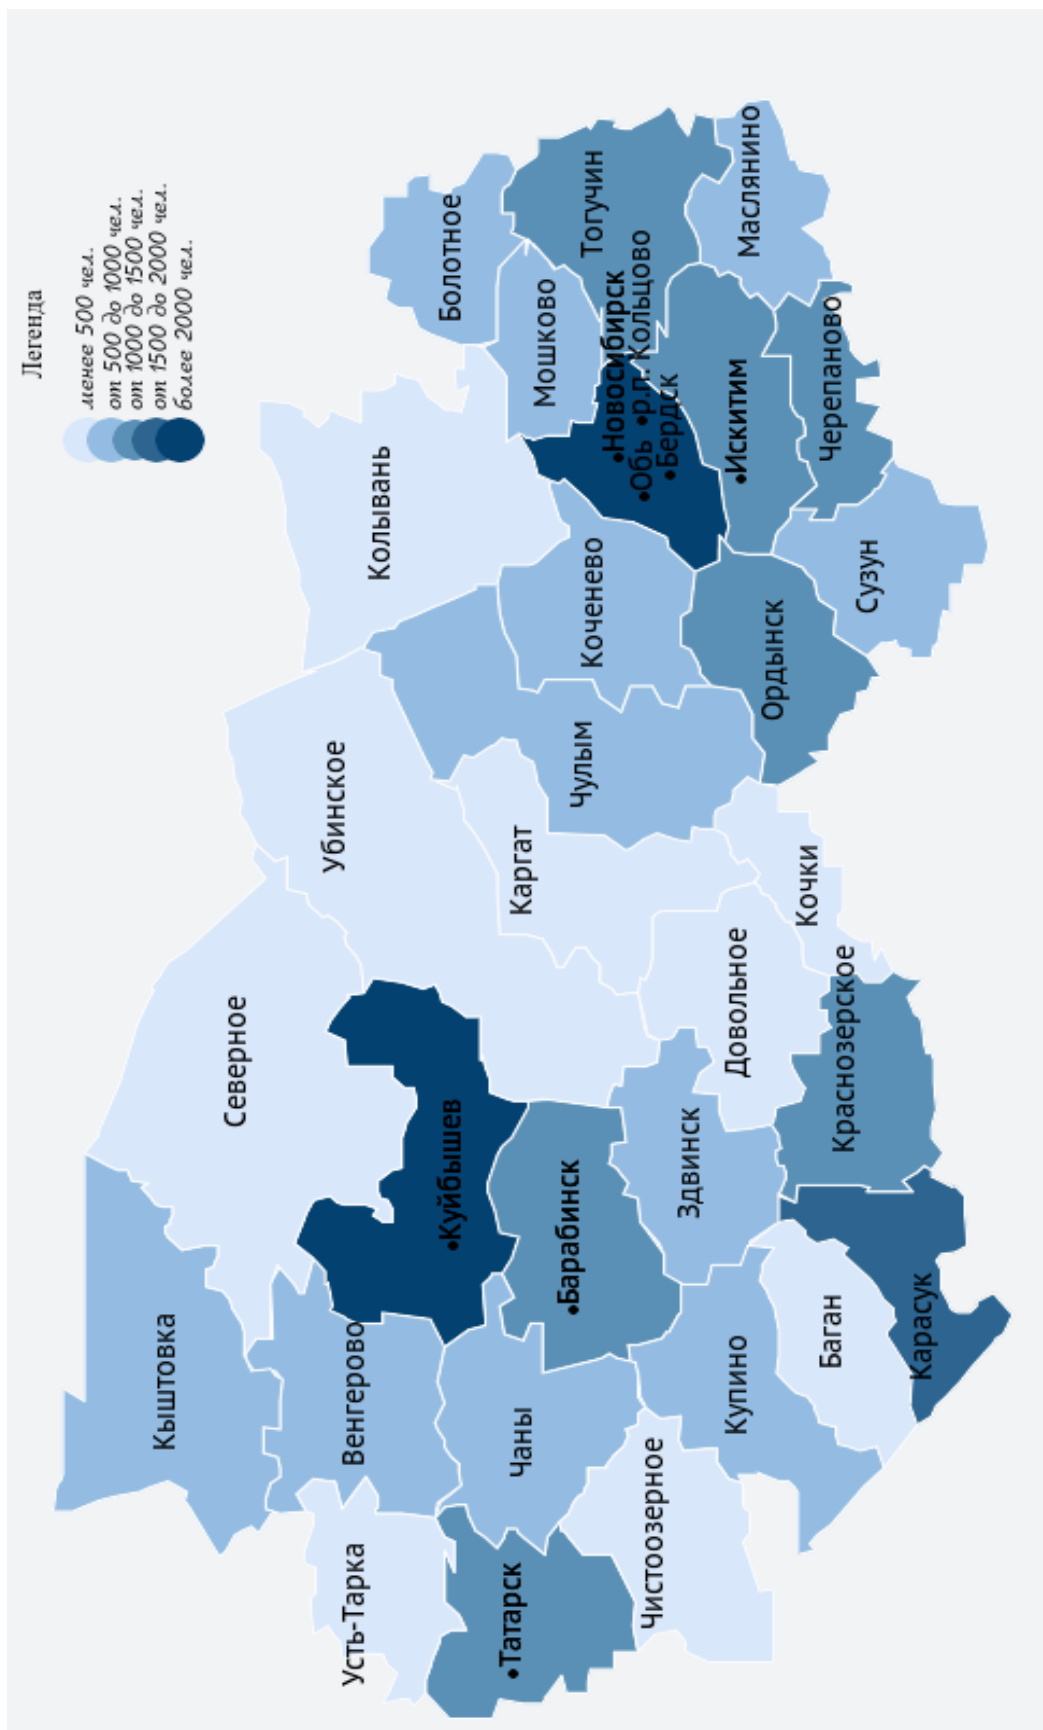 Легенда
менее 500 чел.
от 500 до 1000 чел.
от 1000 до 1500 чел.
от 1500 до 2000 чел.
более 2000 чел.
Кыштовка
Северное
Убинское
Колывань
Болотное
Усть-Тарка
Венгерово
•Куйбышев
Каргат
Чулым
Коченево
Мошково
Тогучин
•Новосибирск
•Обь •р.п. Кольцово
•Бердск
•Татарск
Чаны
•Барабинск
Чистоозерное
Купино
Здвинск
Довольное
Кочки
Ордынск
•Искитим
Маслянино
Баган
Карасук
Краснозерское
Сузун
Черепаново